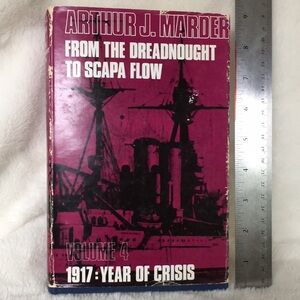 ARTHUR J. MARDER
FROM THE DREADNOUGHT
TO SCAPA FLOW
VOLUME 4
1917: YEAR OF CRISIS